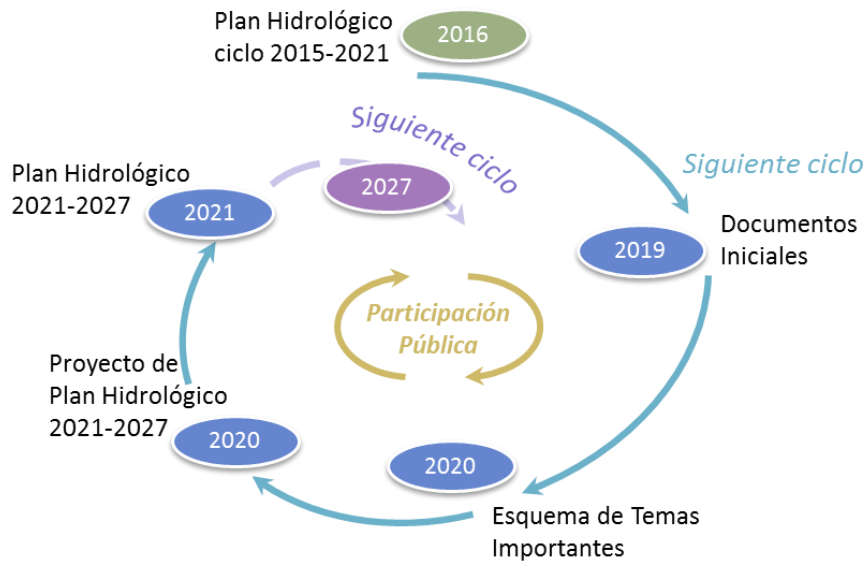 Plan Hidrológico
ciclo 2015-2021
2016
Siguiente ciclo
Siguiente ciclo
2027
Plan Hidrológico
2021-2027
2021
2019
Documentos
Iniciales
Participación
Pública
Proyecto de
Plan Hidrológico
2021-2027
2020
2020
Esquema de Temas
Importantes